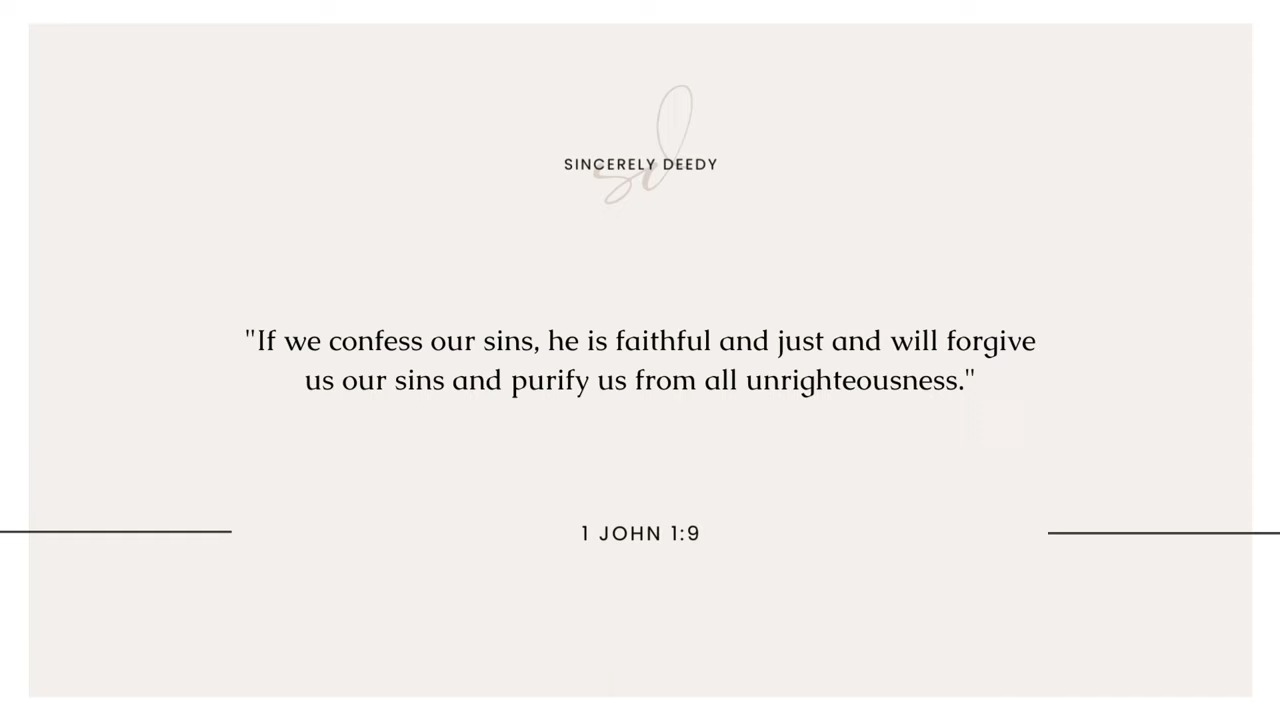 sd
SINCERELY DEEDY
"If we confess our sins, he is faithful and just and will forgive
us our sins and purify us from all unrighteousness."
1 JOHN 1:9